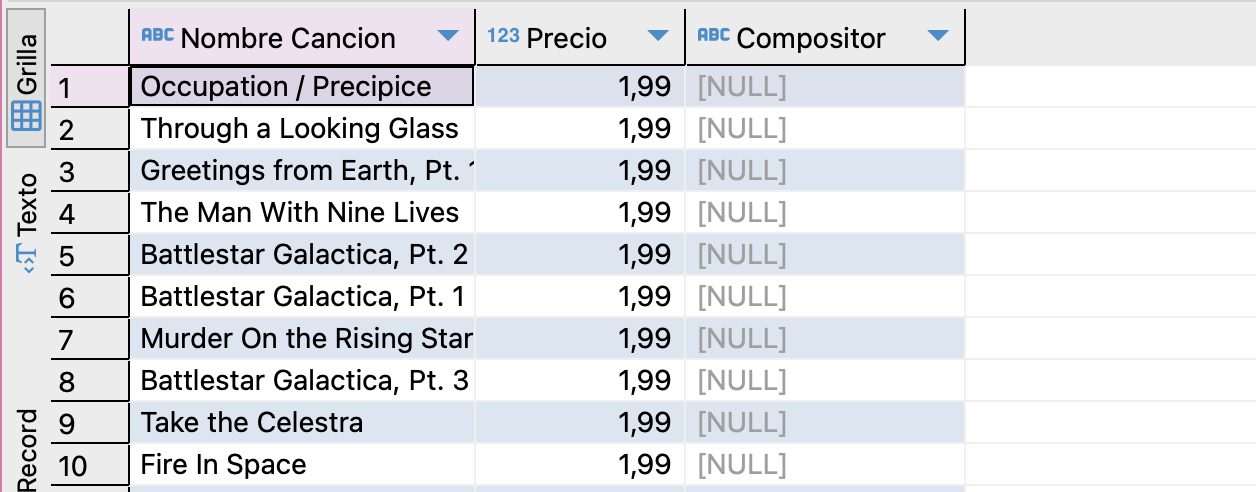 Grilla
Texto
Record
ABC Nombre Cancion 123 Precio ABC Compositor
1 Occupation / Precipice 1,99 [NULL]
2 Through a Looking Glass 1,99 [NULL]
3 Greetings from Earth, Pt. 1 1,99 [NULL]
4 The Man With Nine Lives 1,99 [NULL]
5 Battlestar Galactica, Pt. 2 1,99 [NULL]
6 Battlestar Galactica, Pt. 1 1,99 [NULL]
7 Murder On the Rising Star 1,99 [NULL]
8 Battlestar Galactica, Pt. 3 1,99 [NULL]
9 Take the Celestra 1,99 [NULL]
10 Fire In Space 1,99 [NULL]